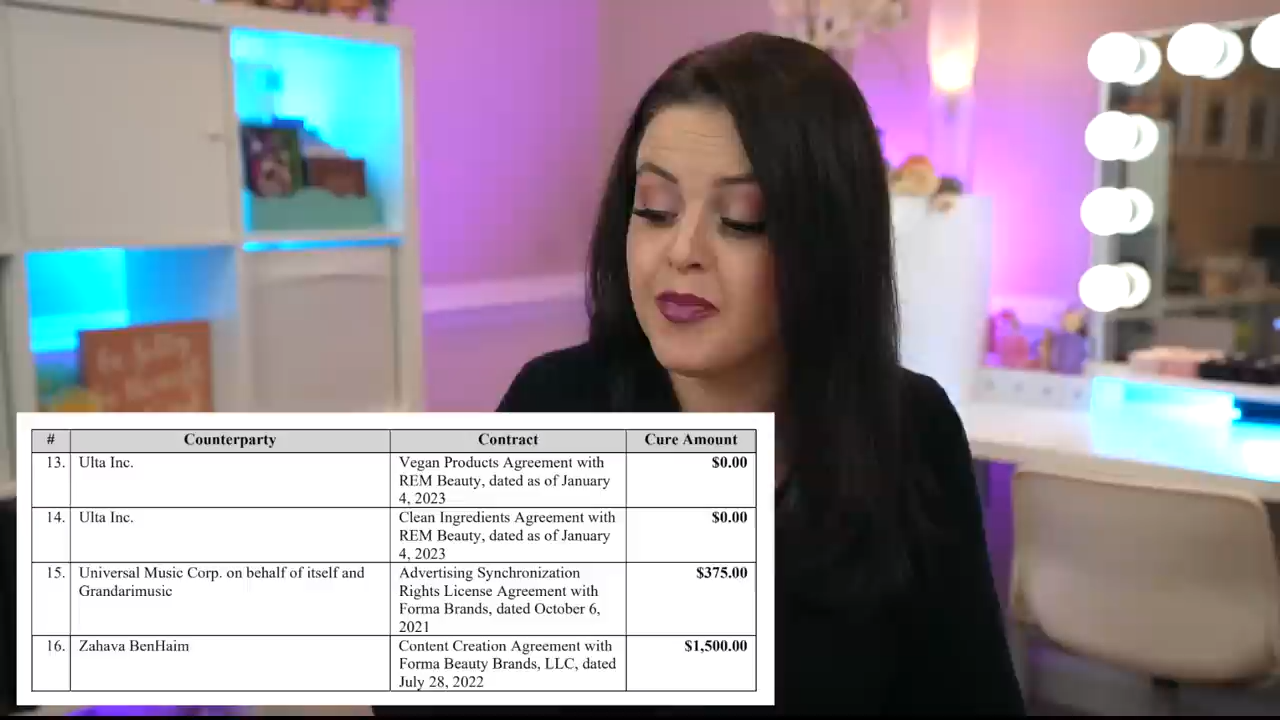 # Counterparty Contract Cure Amount
13. Ulta Inc. Vegan Products Agreement with $0.00
REM Beauty, dated as of January
4, 2023
14. Ulta Inc. Clean Ingredients Agreement with $0.00
REM Beauty, dated as of January
4, 2023
15. Universal Music Corp. on behalf of itself and Advertising Synchronization $375.00
Grandarimusic Rights License Agreement with
Forma Brands, dated October 6,
2021
16. Zahava BenHaim Content Creation Agreement with $1,500.00
Forma Beauty Brands, LLC, dated
July 28, 2022